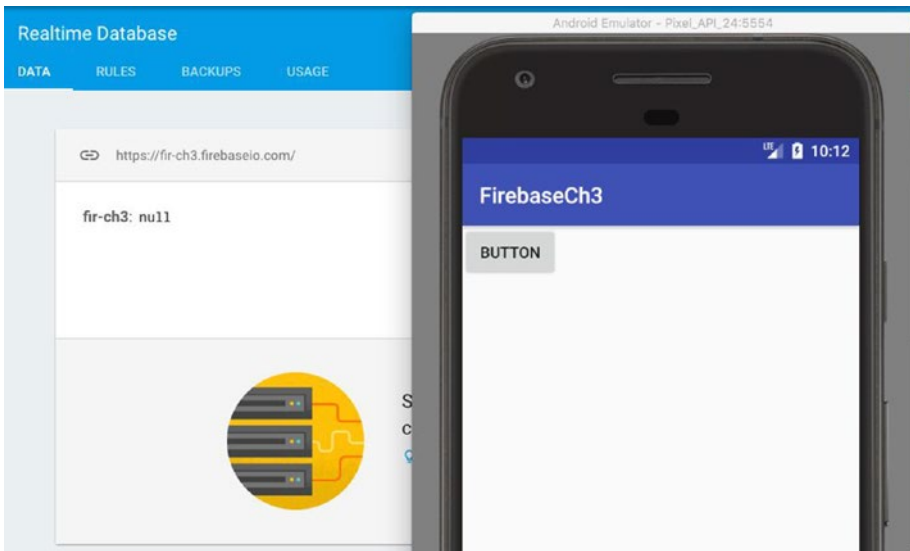 Realtime Database
DATA RULES BACKUPS USAGE
https://fir-ch3.firebaseio.com/
fir-ch3: null
S
c
Android Emulator - Pixel_API_24:5554
LTE 10:12
FirebaseCh3
BUTTON